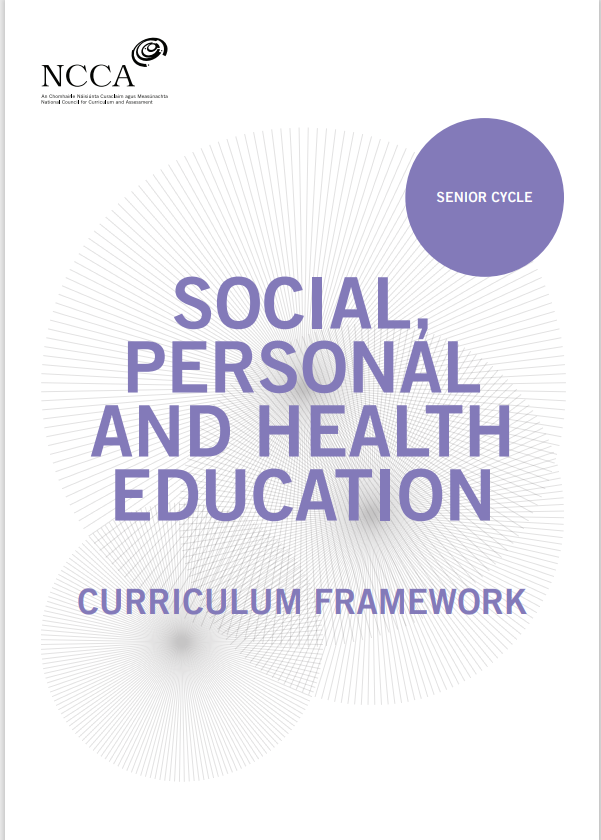 NCCA
An Chomhairle Náisiúnta Curaclaim agus Measúnachta
National Council for Curriculum and Assessment
SENIOR CYCLE
SOCIAL,
PERSONAL
AND HEALTH
EDUCATION
CURRICULUM FRAMEWORK